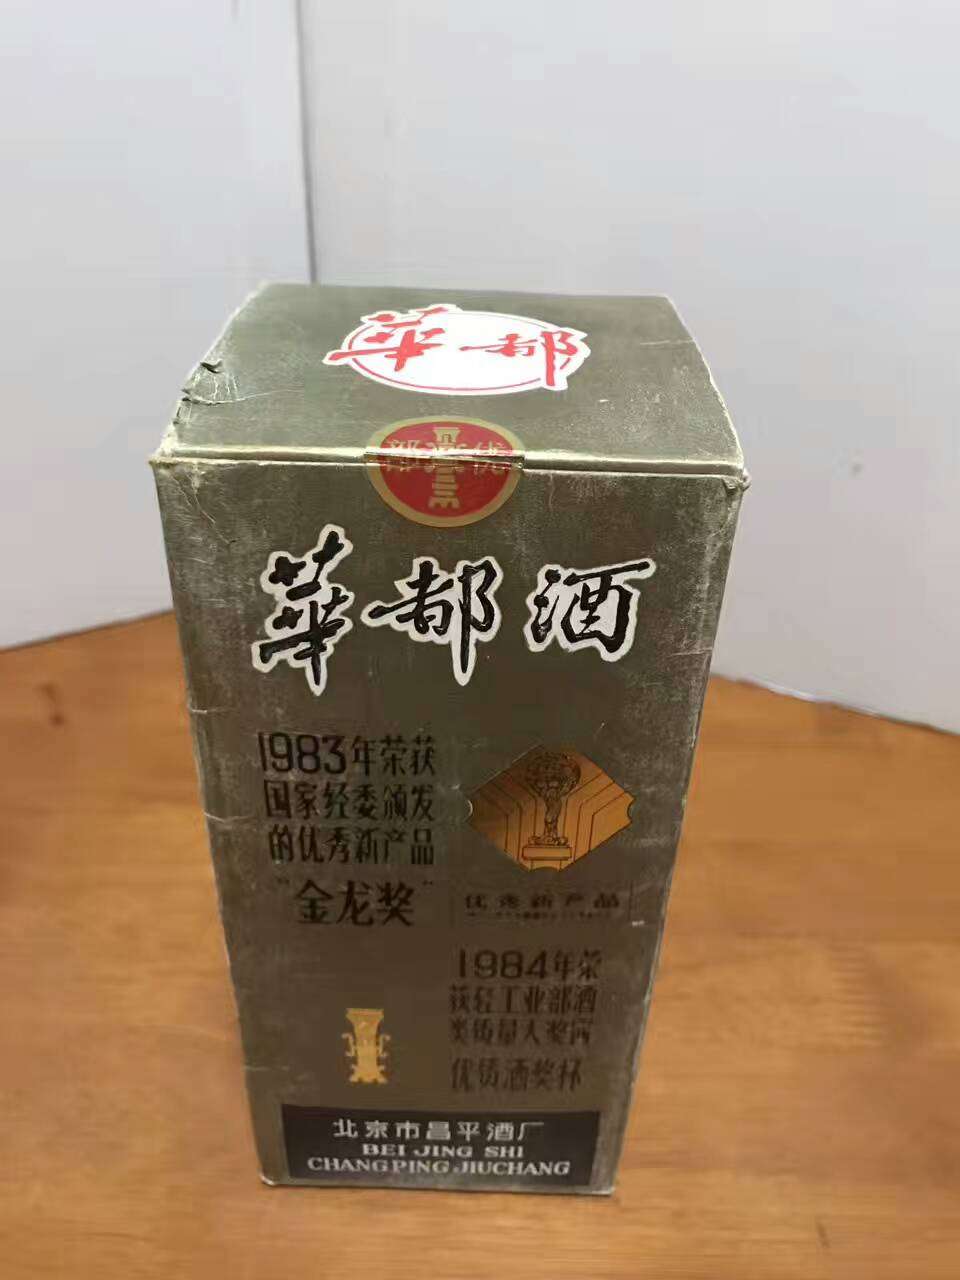 華都
部优
華都酒
1983年荣获
国家经委颁发
的优秀新产品
"金龙奖"
优秀新产品
1984年荣
获轻工业部酒
类质量大奖赛
优质酒奖杯
北京市昌平酒厂
BEI JING SHI
CHANGPING JIUCHANG